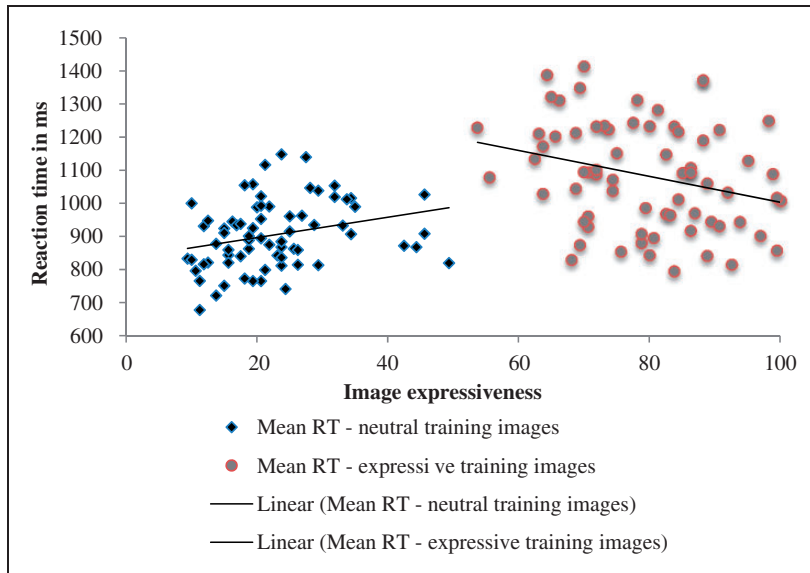 1500
1400
1300
1200
1100
1000
900
800
700
600
Reaction time in ms
0 20 40 60 80 100
Image expressiveness
Mean RT - neutral training images
Mean RT - expressi ve training images
Linear (Mean RT - neutral training images)
Linear (Mean RT - expressive training images)